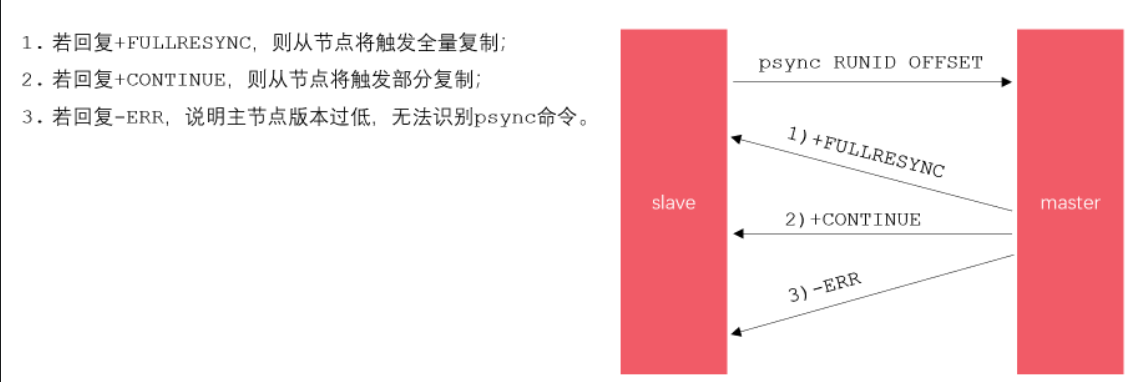 1. 若回复+FULLRESYNC, 则从节点将触发全量复制;
2. 若回复+CONTINUE, 则从节点将触发部分复制;
3. 若回复-ERR, 说明主节点版本过低, 无法识别psync命令。
psync RUNID OFFSET
1)+FULLRESYNC
slave
master
2)+CONTINUE
3)-ERR